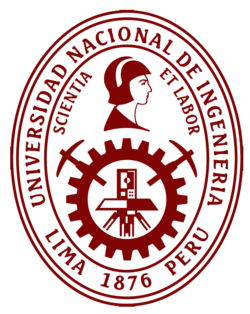 UNIVERSIDAD NACIONAL DE INGENIERIA
SCIENTIA ET LABOR
LIMA 1876 PERU